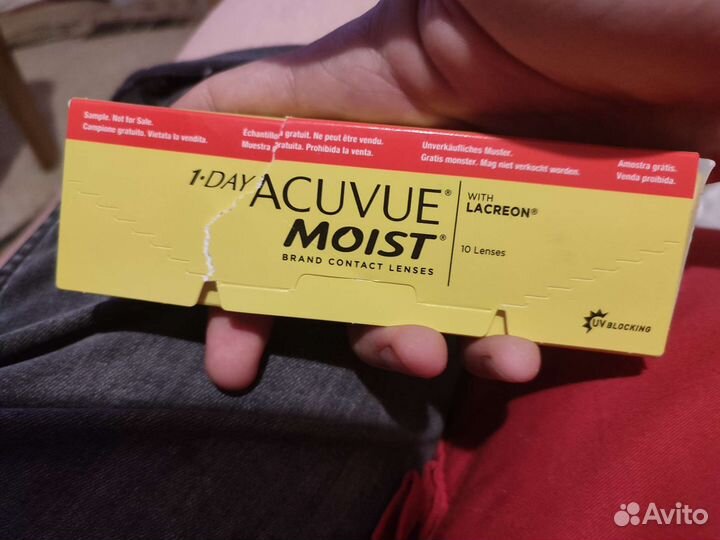 Sample. Not for Sale.
Campione gratuito. Vietata la vendita.
Échantillon gratuit. Ne peut être vendu.
Muestra gratuita. Prohibida la venta.
Unverkäufliches Muster.
Gratis monster. Mag niet verkocht worden.
Amostra grátis.
Venda proibida.
1·DAY ACUVUE®
MOIST®
BRAND CONTACT LENSES
WITH
LACREON®
10 Lenses
UV BLOCKING
Avito